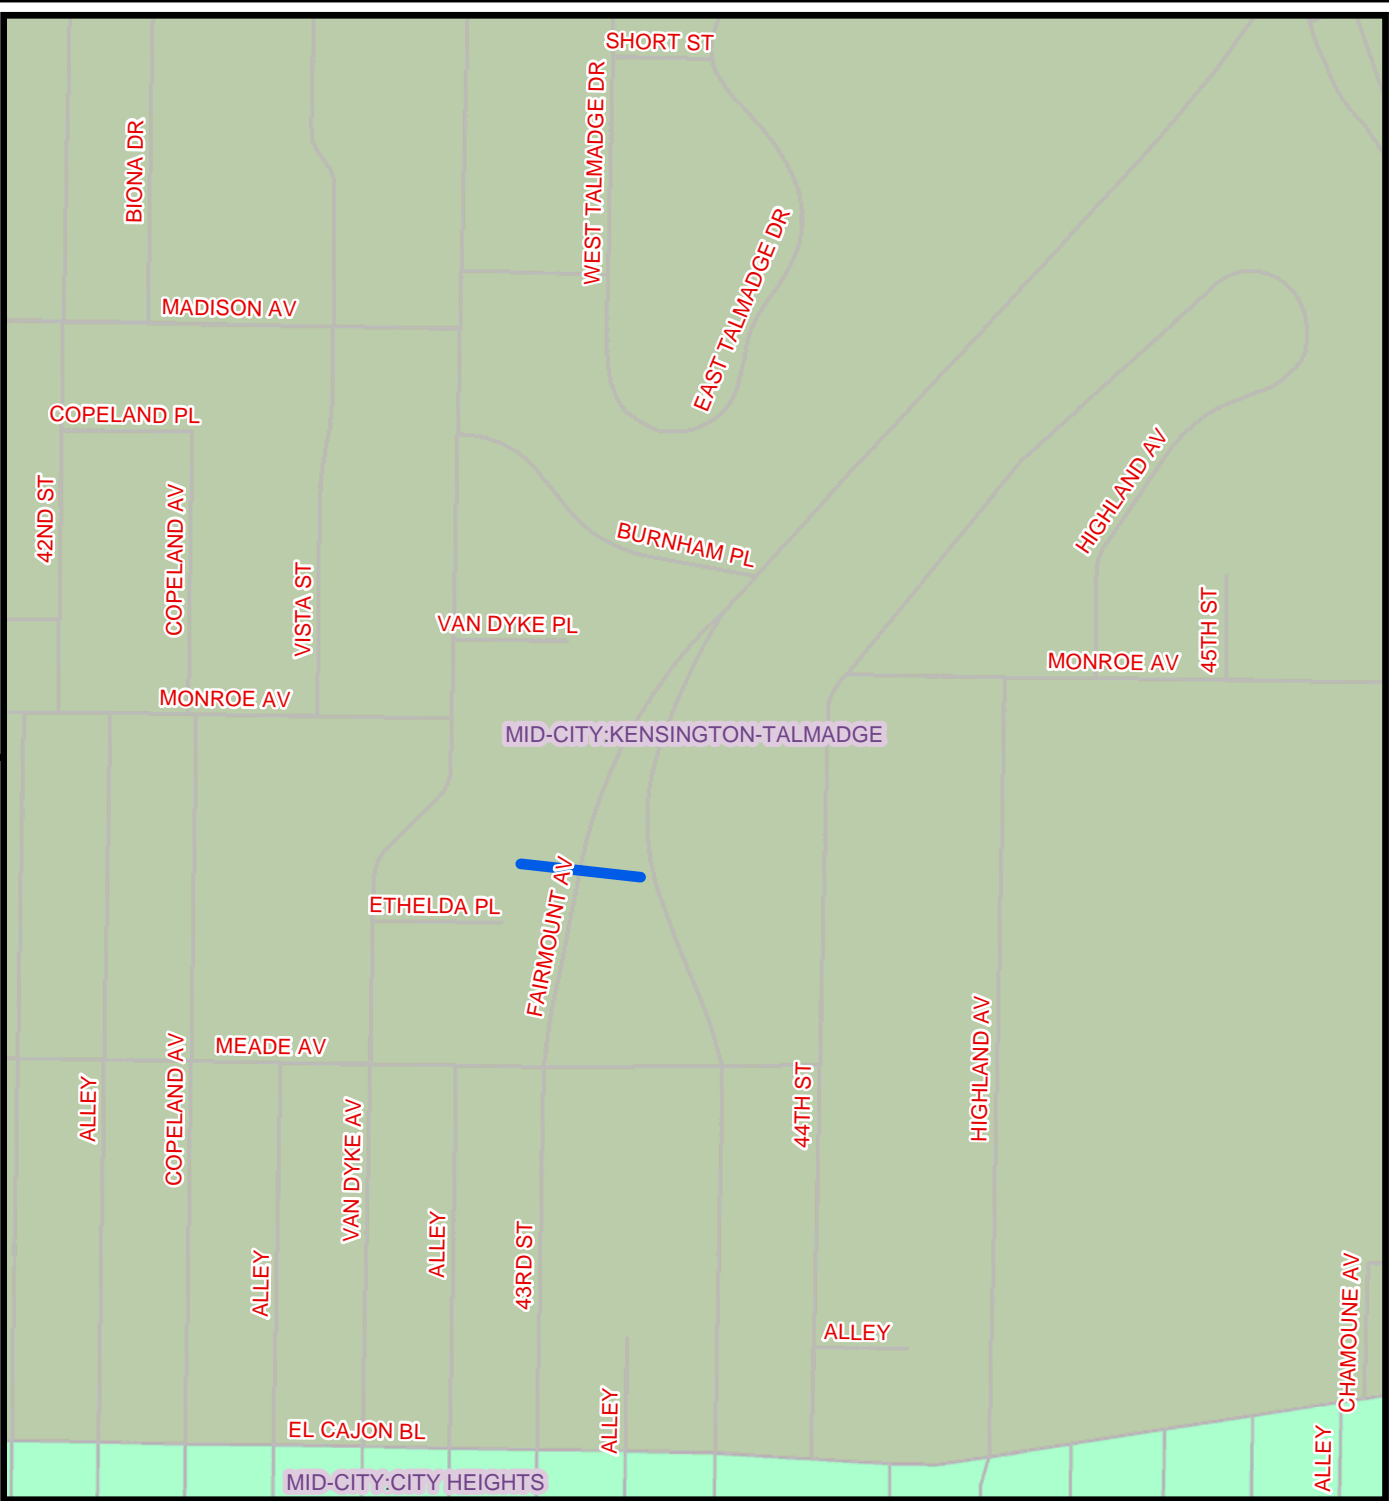 SHORT ST
WEST TALMADGE DR
BIONA DR
EAST TALMADGE DR
MADISON AV
COPELAND PL
HIGHLAND AV
42ND ST
COPELAND AV
BURNHAM PL
VISTA ST
45TH ST
VAN DYKE PL
MONROE AV
MONROE AV
MID-CITY:KENSINGTON-TALMADGE
FAIRMOUNT AV
ETHELDA PL
HIGHLAND AV
MEADE AV
COPELAND AV
ALLEY
44TH ST
VAN DYKE AV
ALLEY
43RD ST
ALLEY
CHAMOUNE AV
ALLEY
ALLEY
EL CAJON BL
ALLEY
MID-CITY:CITY HEIGHTS